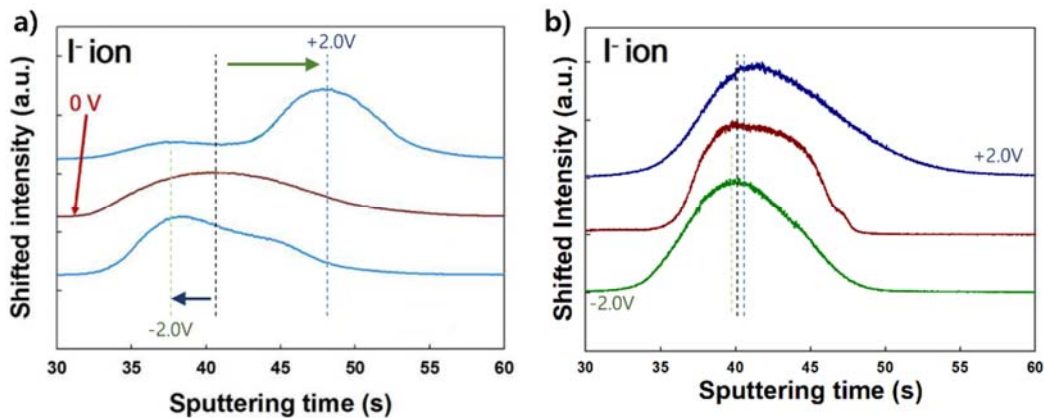 a)
I⁻ ion
+2.0V
0 V
-2.0V
Shifted intensity (a.u.)
30 35 40 45 50 55 60
Sputtering time (s)
b)
I⁻ ion
+2.0V
-2.0V
Shifted Intensity (a.u.)
30 35 40 45 50 55 60
Sputtering time (s)